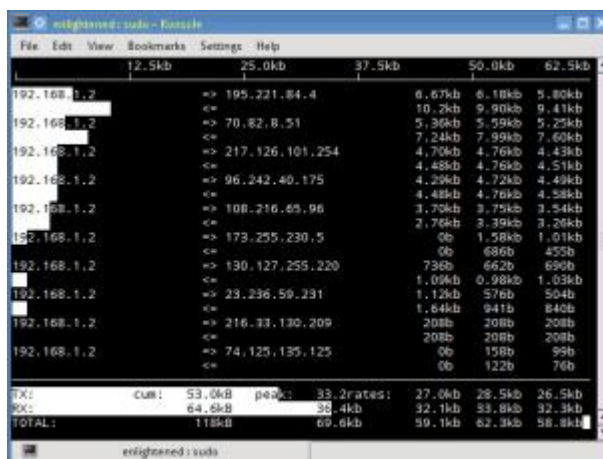 enlightened : sudo - Konsole
File Edit View Bookmarks Settings Help
12.5kb 25.0kb 37.5kb 50.0kb 62.5kb
192.168.1.2 => 195.221.84.4 6.67kb 6.18kb 5.80kb
<= 10.2kb 9.90kb 9.41kb
192.168.1.2 => 70.82.8.51 5.36kb 5.59kb 5.25kb
<= 7.24kb 7.99kb 7.60kb
192.168.1.2 => 217.126.101.254 4.70kb 4.76kb 4.43kb
<= 4.48kb 4.76kb 4.51kb
192.168.1.2 => 96.242.40.175 4.29kb 4.72kb 4.49kb
<= 4.48kb 4.76kb 4.58kb
192.168.1.2 => 108.216.65.96 3.70kb 3.75kb 3.54kb
<= 2.76kb 3.39kb 3.26kb
192.168.1.2 => 173.255.230.5 0b 1.58kb 1.01kb
<= 0b 686b 455b
192.168.1.2 => 130.127.255.220 736b 662b 690b
<= 1.09kb 0.98kb 1.03kb
192.168.1.2 => 23.236.59.231 1.12kb 576b 504b
<= 1.64kb 941b 840b
192.168.1.2 => 216.33.130.209 208b 208b 208b
<= 208b 208b 208b
192.168.1.2 => 74.125.135.125 0b 158b 99b
<= 0b 122b 76b
TX: cum: 53.0kB peak: 33.2rates: 27.0kb 28.5kb 26.5kb
RX: 64.6kB 36.4kb 32.1kb 33.8kb 32.3kb
TOTAL: 118kB 69.6kb 59.1kb 62.3kb 58.8kb
enlightened : sudo